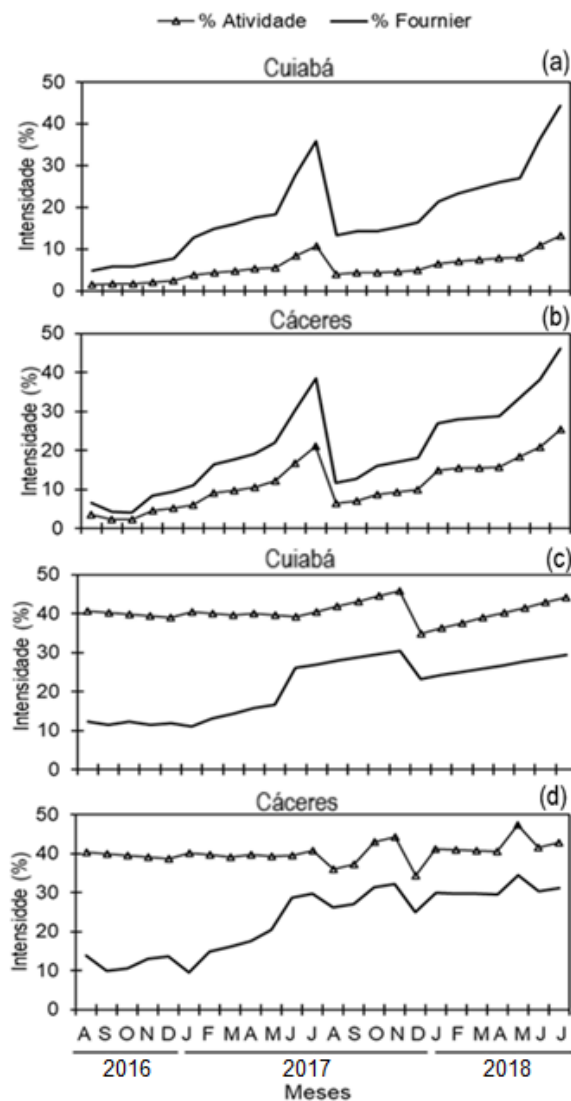 % Atividade % Fournier
Cuiabá (a)
Intensidade (%)
50
40
30
20
10
0
Cáceres (b)
Intensidade (%)
50
40
30
20
10
0
Cuiabá (c)
Intensidade (%)
50
40
30
20
10
0
Cáceres (d)
Intensidde (%)
50
40
30
20
10
0
A S O N D J F M A M J J A S O N D J F M A M J J
2016 2017 2018
Meses